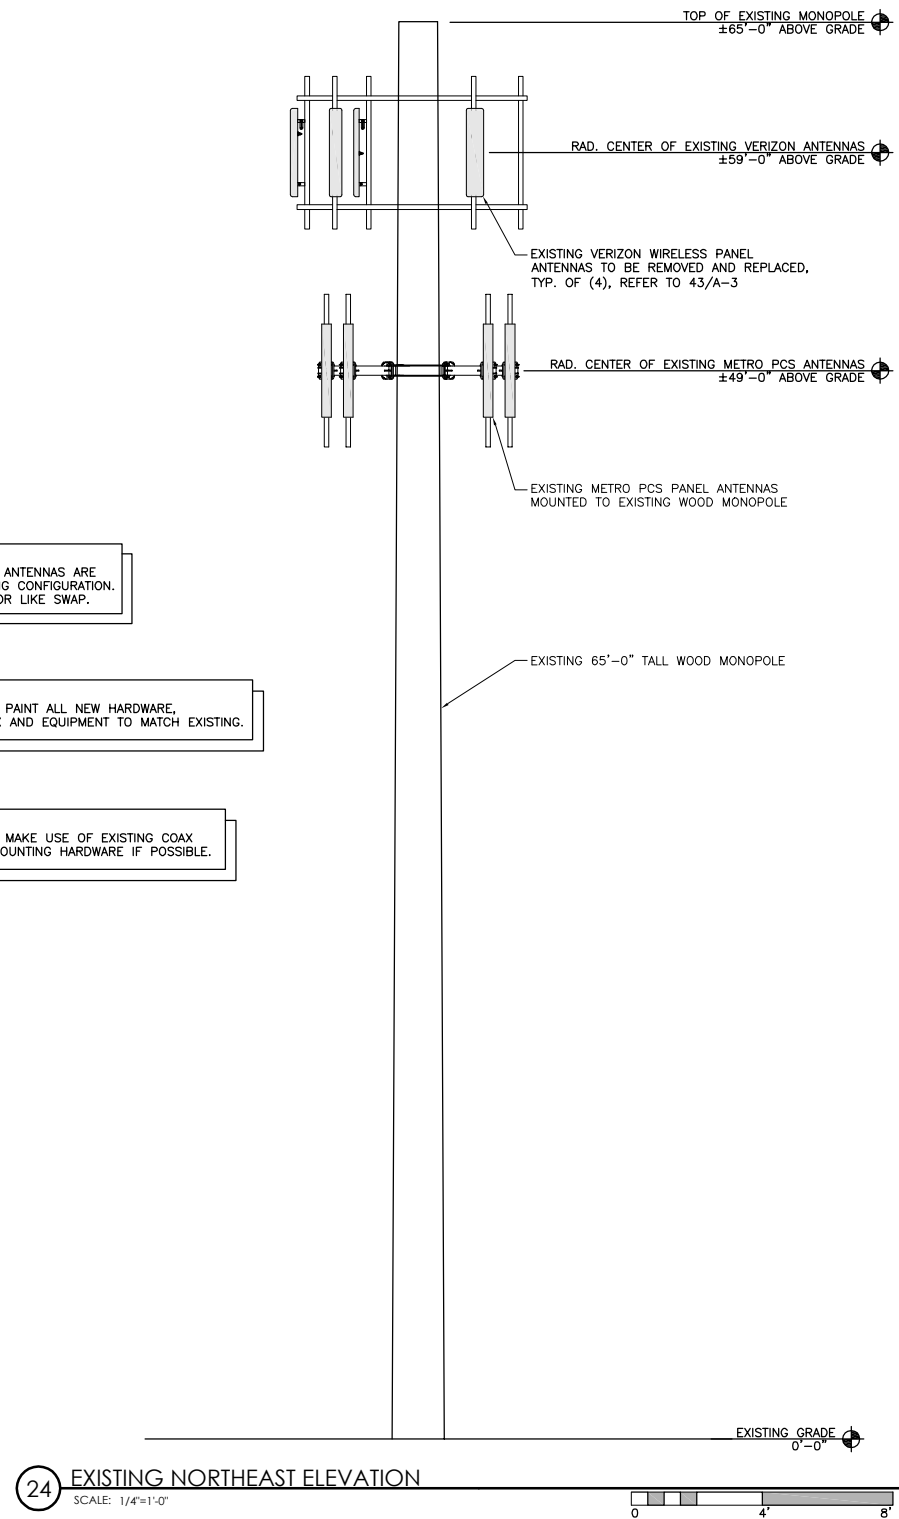 TOP OF EXISTING MONOPOLE
±65'-0" ABOVE GRADE
RAD. CENTER OF EXISTING VERIZON ANTENNAS
±59'-0" ABOVE GRADE
EXISTING VERIZON WIRELESS PANEL
ANTENNAS TO BE REMOVED AND REPLACED,
TYP. OF (4), REFER TO 43/A-3
RAD. CENTER OF EXISTING METRO PCS ANTENNAS
±49'-0" ABOVE GRADE
EXISTING METRO PCS PANEL ANTENNAS
MOUNTED TO EXISTING WOOD MONOPOLE
ANTENNAS ARE
G CONFIGURATION.
OR LIKE SWAP.
EXISTING 65'-0" TALL WOOD MONOPOLE
PAINT ALL NEW HARDWARE,
AND EQUIPMENT TO MATCH EXISTING.
MAKE USE OF EXISTING COAX
OUNTING HARDWARE IF POSSIBLE.
EXISTING GRADE
0'-0"
24
EXISTING NORTHEAST ELEVATION
SCALE: 1/4"=1'-0"
0 4' 8'